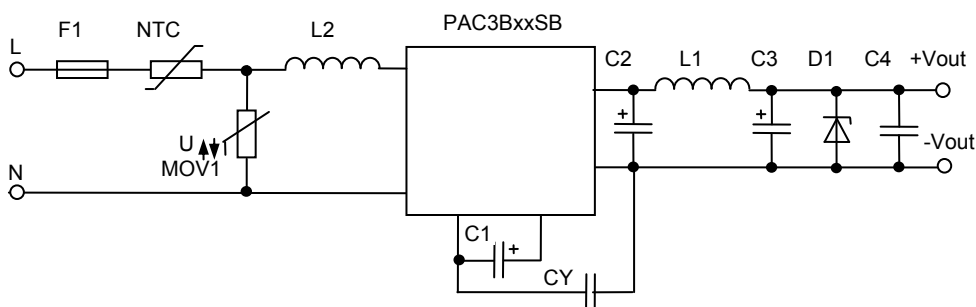 PAC3BxxSB
F1
NTC
L2
C2
L1
C3
D1
C4
L
+Vout
+
+
U
MOV1
-Vout
N
C1
+
CY